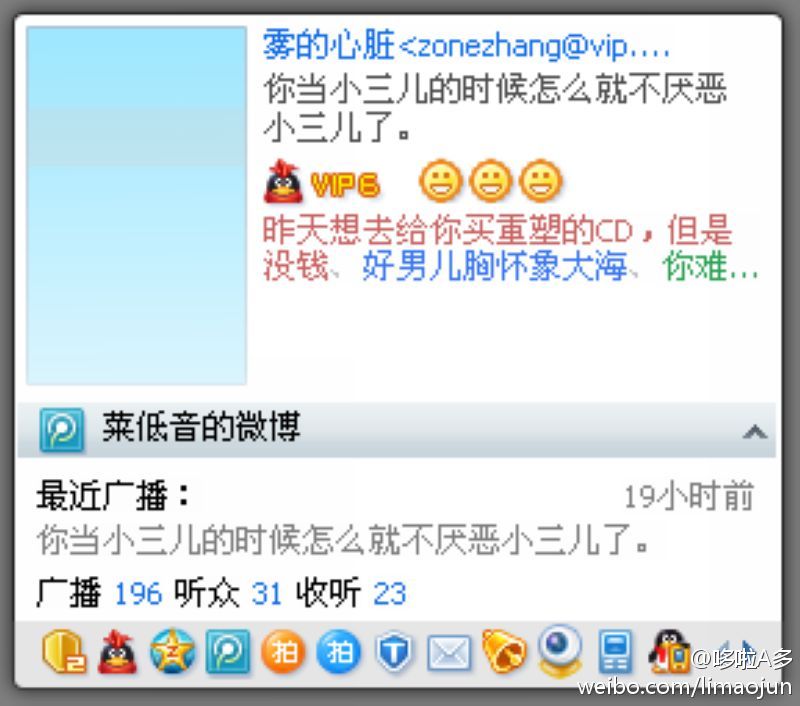 雾的心脏<zonezhang@vip....
你当小三儿的时候怎么就不厌恶
小三儿了。
VIP6
昨天想去给你买重塑的CD，但是
没钱、好男儿胸怀象大海、你难...
菜低音的微博
最近广播：
19小时前
你当小三儿的时候怎么就不厌恶小三儿了。
广播 196 听众 31 收听 23
2 Z 拍 拍 T
@哆啦A多
weibo.com/limaojun